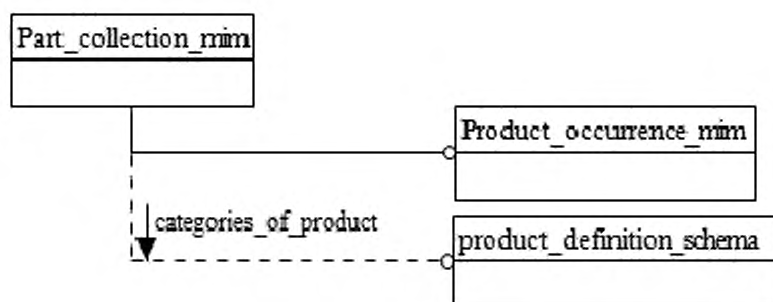 Part_collection_mim
Product_occurrence_mim
categories_of_product
product_definition_schema